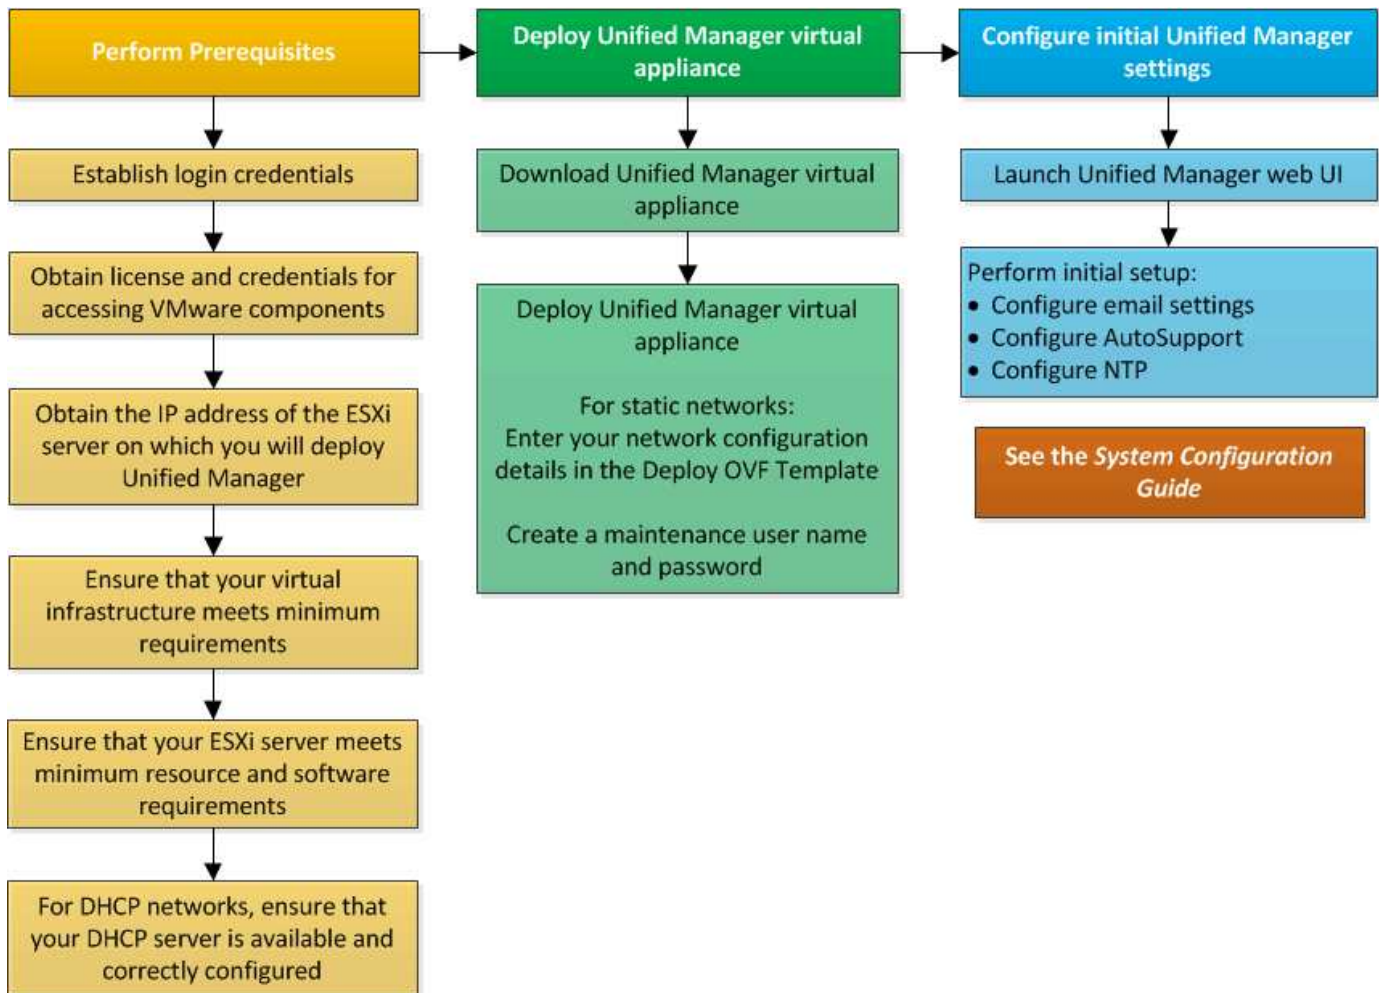 Perform Prerequisites
Establish login credentials
Obtain license and credentials for
accessing VMware components
Obtain the IP address of the ESXi
server on which you will deploy
Unified Manager
Ensure that your virtual
infrastructure meets minimum
requirements
Ensure that your ESXi server meets
minimum resource and software
requirements
For DHCP networks, ensure that
your DHCP server is available and
correctly configured
Deploy Unified Manager virtual
appliance
Download Unified Manager virtual
appliance
Deploy Unified Manager virtual
appliance
For static networks:
Enter your network configuration
details in the Deploy OVF Template
Create a maintenance user name
and password
Configure initial Unified Manager
settings
Launch Unified Manager web UI
Perform initial setup:
• Configure email settings
• Configure AutoSupport
• Configure NTP
See the System Configuration
Guide